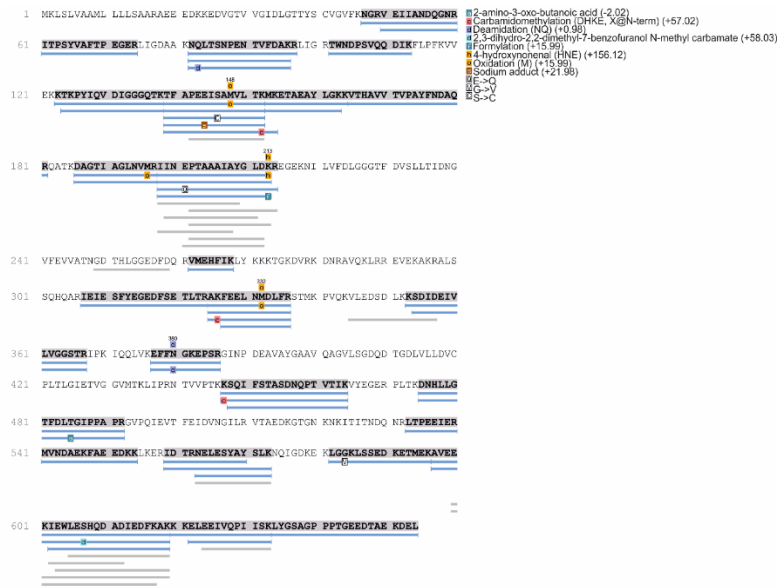 1 MKLSLVAAML LLLSAARAEE EDKKEDVGTV VGIDLGTTYS CVGVFKNGRV EIIANDQGNR
61 ITPSYVAFTP EGERLIGDAA KNQLTSNPEN TVFDAKRLIG RTWNDPSVQQ DIKFLPFKVV
d
148
o
121 EKKTKPYIQV DIGGGQTKTF APEEISAMVL TKMKETAEAY LGKKVTHAVV TVPAYFNDAQ
o
c
213
h
181 RQATKDAGTI AGLNVMRIIN EPTAAAIAYG LDKREGEKNI LVFDLGGGTF DVSLLTIDNG
o h
241 VFEVVATNGD THLGGEDFDQ RVMEHFIKLY KKKTGKDVRK DNRAVQKLRR EVEKAKRALS
332
o
301 SQHQARIEIE SFYEGEDFSE TLTRAKFEEL NMDLFRSTMK PVQKVLEDSD LKKSDIDEIV
o
c
380
d
361 LVGGSTRIPK IQQLVKEFFN GKEPSRGINP DEAVAYGAAV QAGVLSGDQD TGDLVLLDVC
d
421 PLTLGIETVG GVMTKLIPRN TVVPTKKSQI FSTASDNQPT VTIKVYEGER PLTKDNHLLG
c
481 TFDLTGIPPA PRGVPQIEVT FEIDVNGILR VTAEDKGTGN KNKITITNDQ NRLTPEEIER
541 MVNDAEKFAE EDKKLKERID TRNELESYAY SLKNQIGDKE KLGGKLSSED KETMEKAVEE
601 KIEWLESHQD ADIEDFKAKK KELEEIVQPI ISKLYGSAGP PPTGEEDTAE KDEL
2-amino-3-oxo-butanoic acid (-2.02)
c Carbamidomethylation (DHKE, X@N-term) (+57.02)
d Deamidation (NQ) (+0.98)
2,3-dihydro-2,2-dimethyl-7-benzofuranol N-methyl carbamate (+58.03)
f Formylation (+15.99)
h 4-hydroxynonenal (HNE) (+156.12)
o Oxidation (M) (+15.99)
Sodium adduct (+21.98)
E->Q
G->V
S->C